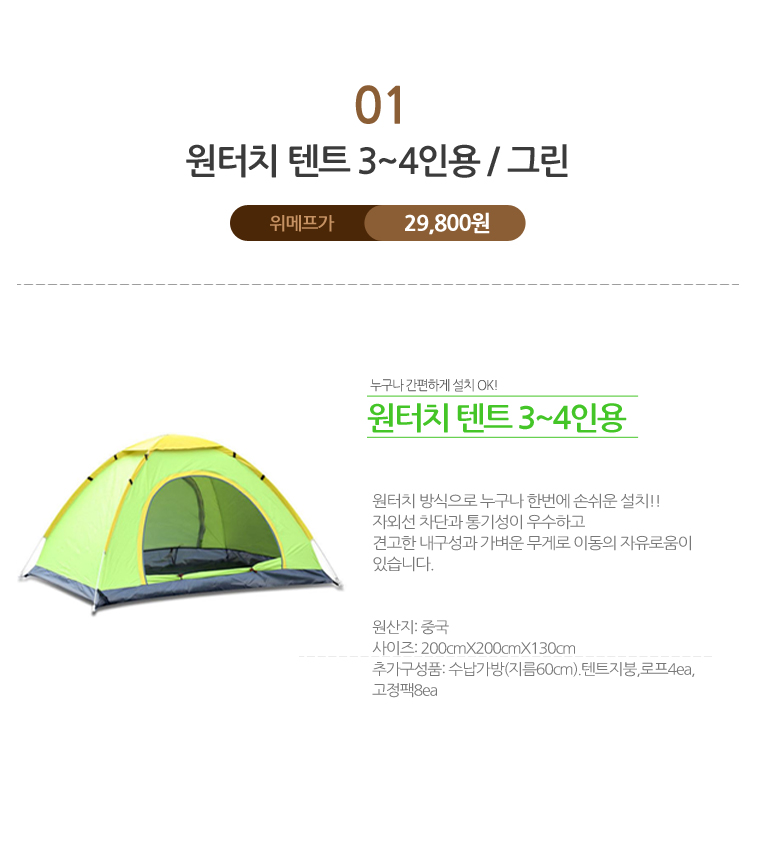 01
원터치 텐트 3~4인용 / 그린
위메프가 29,800원
누구나 간편하게 설치 OK!
원터치 텐트 3~4인용
원터치 방식으로 누구나 한번에 손쉬운 설치!!
자외선 차단과 통기성이 우수하고
견고한 내구성과 가벼운 무게로 이동의 자유로움이
있습니다.
원산지: 중국
사이즈: 200cmX200cmX130cm
추가구성품: 수납가방(지름60cm).텐트지붕,로프4ea,
고정팩8ea